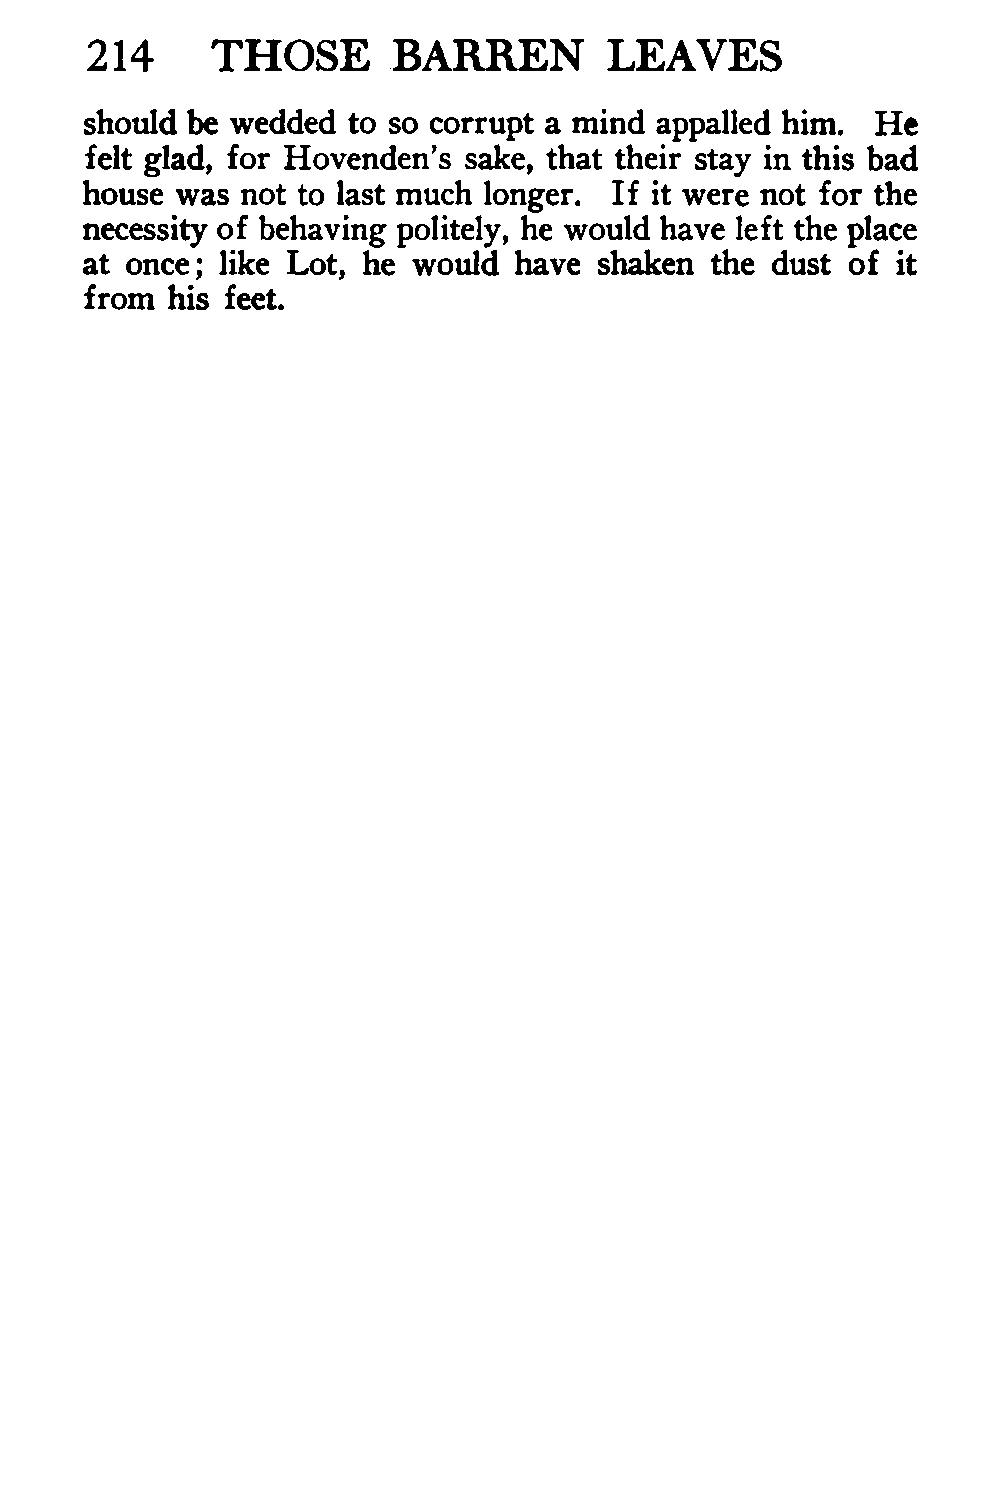 214 THOSE BARREN LEAVES
should be wedded to so corrupt a mind appalled him. He
felt glad, for Hovenden's sake, that their stay in this bad
house was not to last much longer. If it were not for the
necessity of behaving politely, he would have left the place
at once; like Lot, he would have shaken the dust of it
from his feet.